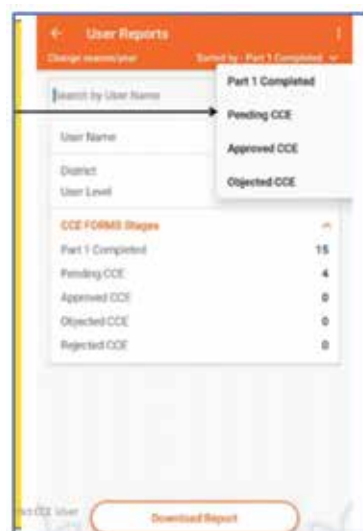 ← User Reports
Change season/year Sorted by - Part 1 Completed
Part 1 Completed
Search by User Name
Pending CCE
User Name
Approved CCE
District
Objected CCE
User Level
CCE FORMS Stages
Part 1 Completed 15
Pending CCE 4
Approved CCE 0
Objected CCE 0
Rejected CCE 0
CCE User
Download Report